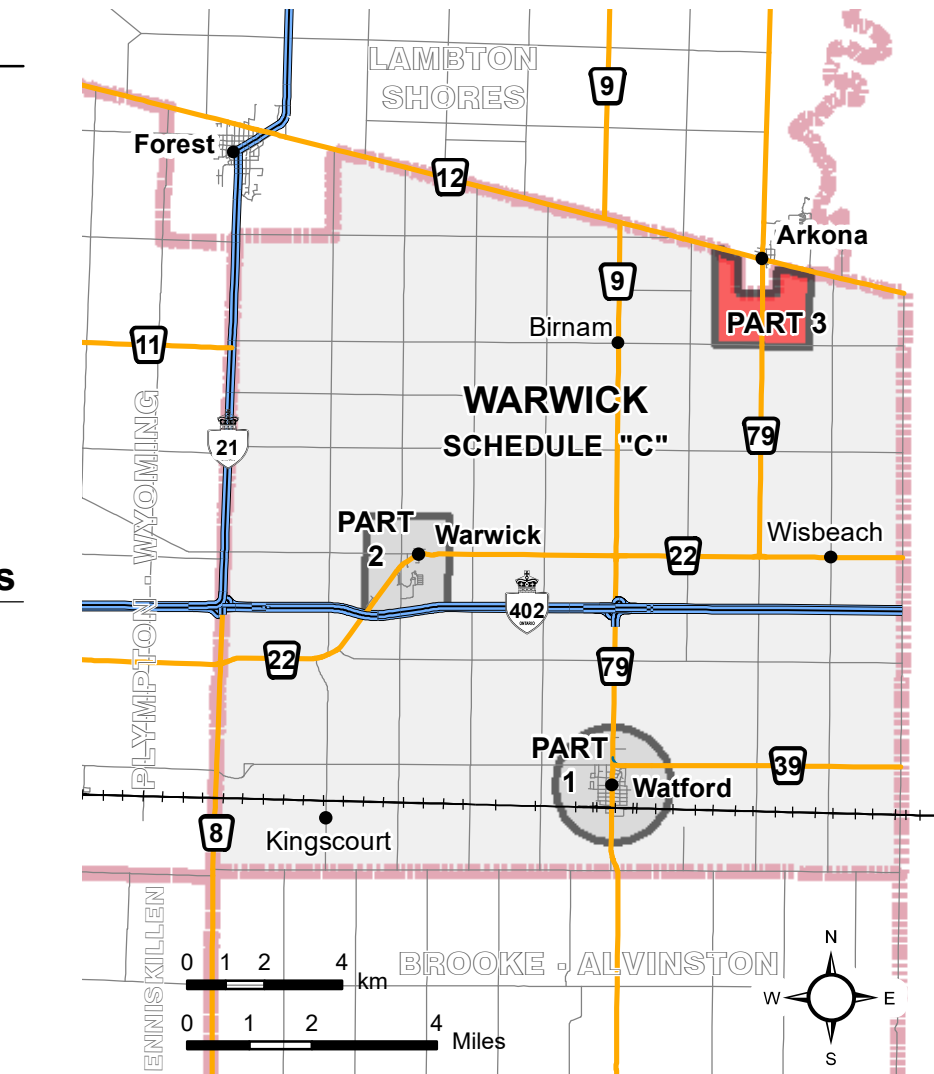 LAMBTON
SHORES
9
Forest
12
Arkona
9
PART 3
Birnam
11
WARWICK
SCHEDULE "C"
21
79
PLYMPTON - WYOMING
PART
2
Warwick
Wisbeach
22
s
402
ONTARIO
22
79
PART
1
39
Watford
8
Kingscourt
ENNISKILLEN
BROOKE - ALVINSTON
0 1 2 4
km
0 1 2 4
Miles
N
W E
S